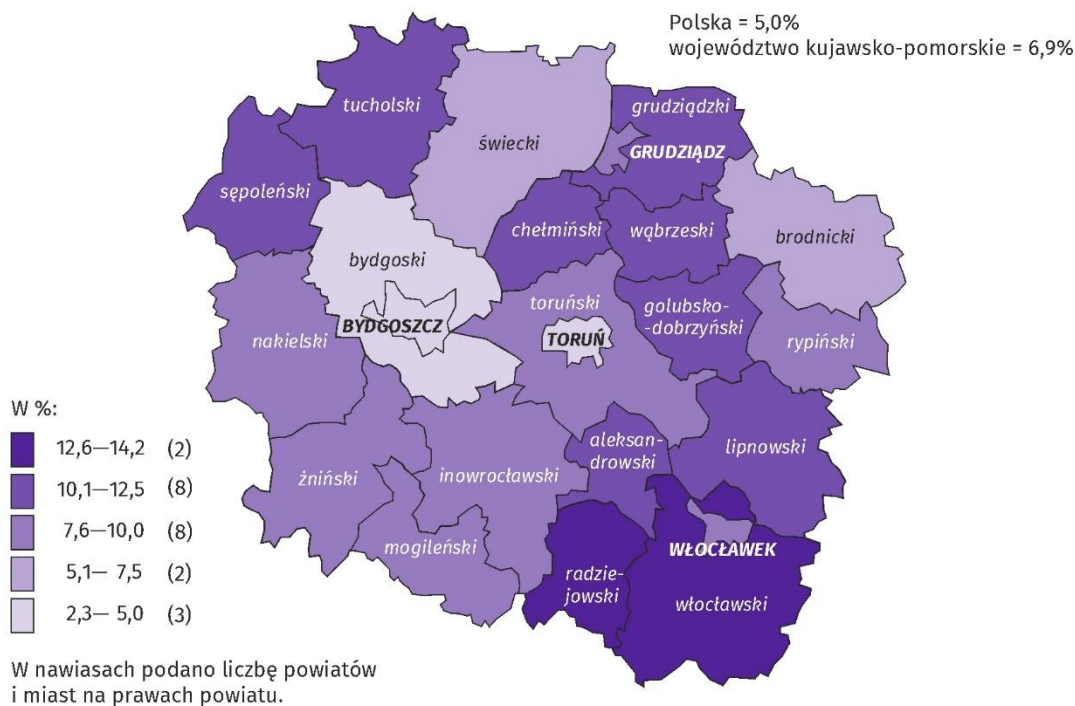 Polska = 5,0%
województwo kujawsko-pomorskie = 6,9%
tucholski
świecki
grudziądzki
GRUDZIĄDZ
sępoleński
chełmiński
wąbrzeski
brodnicki
bydgoski
BYDGOSZCZ
toruński
TORUŃ
golubsko-
-dobrzyński
rypiński
nakielski
aleksan-
drowski
lipnowski
żniński
inowrocławski
mogileński
radzie-
jowski
WŁOCŁAWEK
włocławski
W %:
12,6—14,2 (2)
10,1—12,5 (8)
7,6—10,0 (8)
5,1— 7,5 (2)
2,3— 5,0 (3)
W nawiasach podano liczbę powiatów
i miast na prawach powiatu.